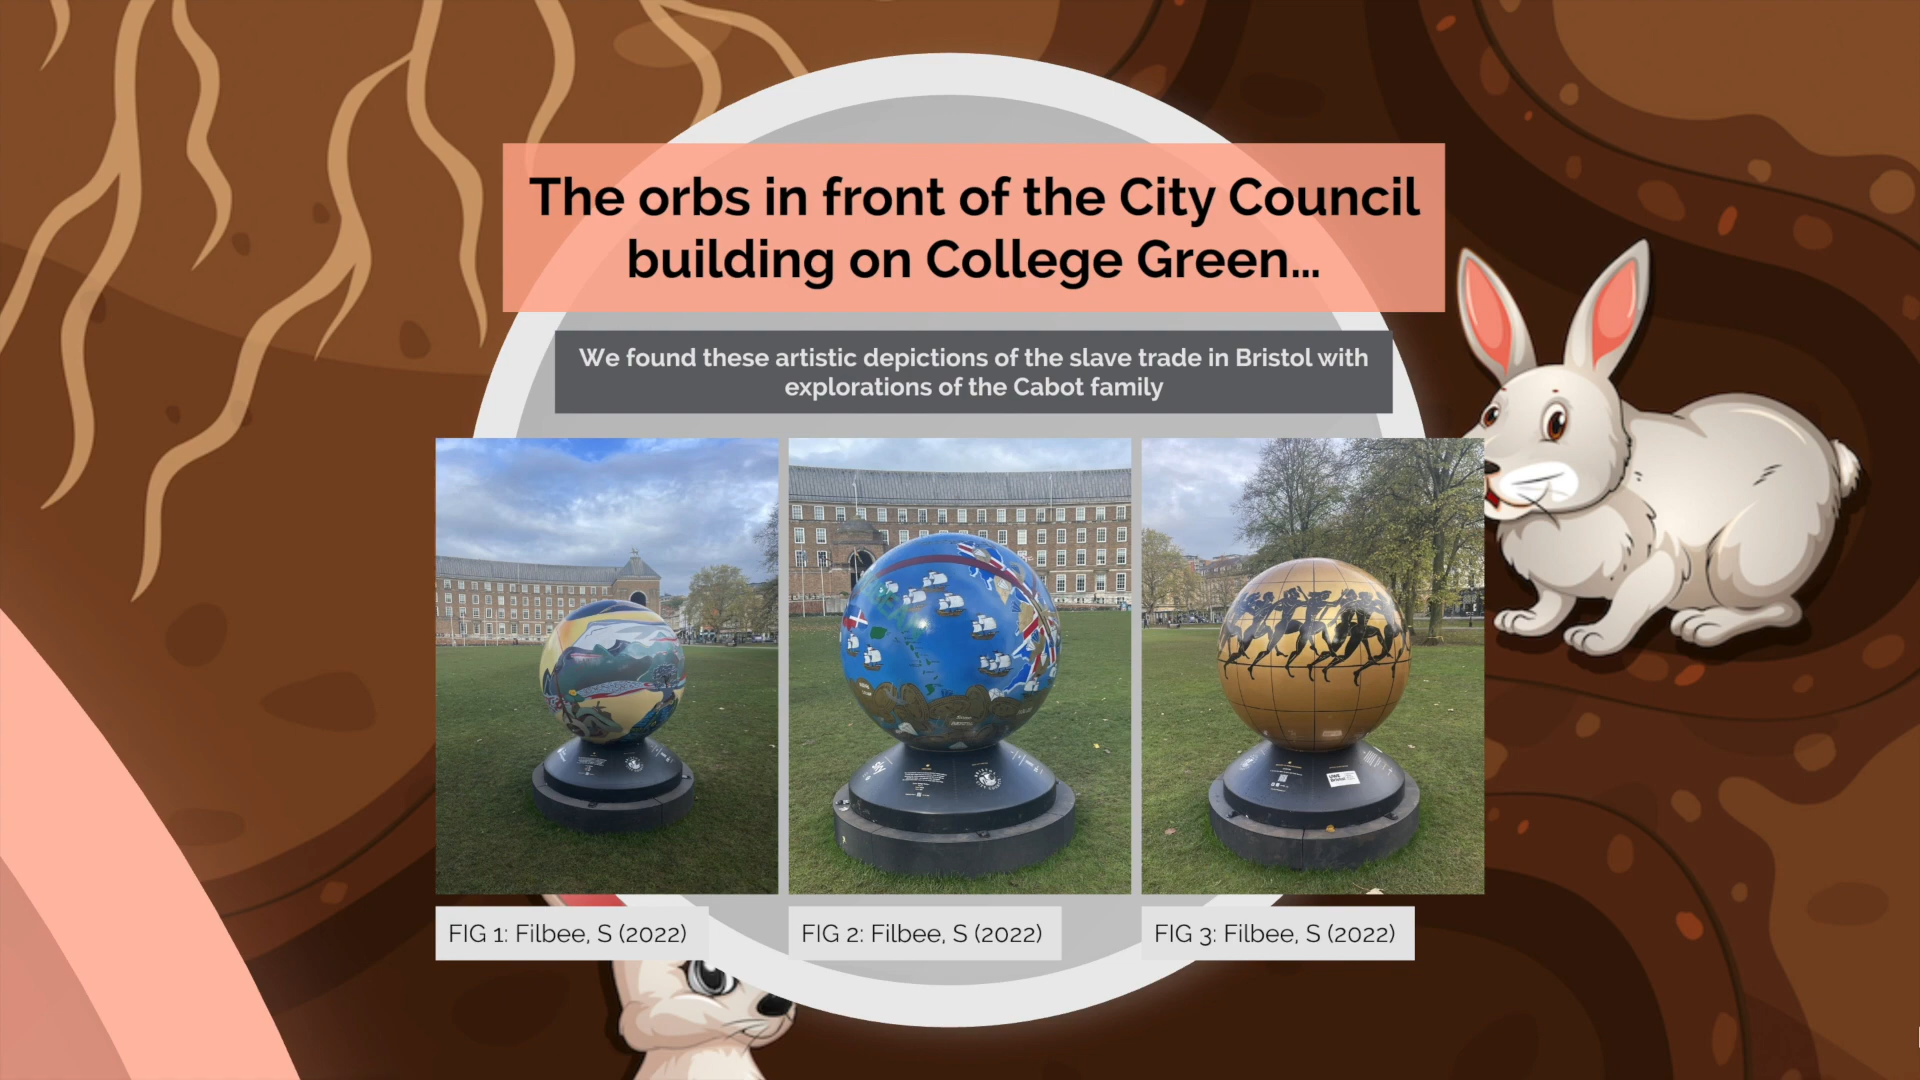 The orbs in front of the City Council
building on College Green...
We found these artistic depictions of the slave trade in Bristol with
explorations of the Cabot family
FIG 1: Filbee, S (2022)
FIG 2: Filbee, S (2022)
FIG 3: Filbee, S (2022)